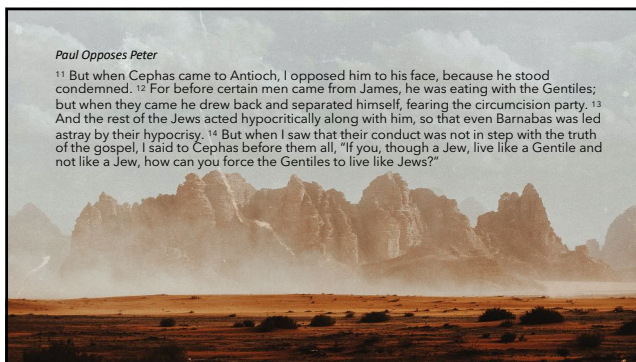 Paul Opposes Peter
11 But when Cephas came to Antioch, I opposed him to his face, because he stood
condemned. 12 For before certain men came from James, he was eating with the Gentiles;
but when they came he drew back and separated himself, fearing the circumcision party. 13
And the rest of the Jews acted hypocritically along with him, so that even Barnabas was led
astray by their hypocrisy. 14 But when I saw that their conduct was not in step with the truth
of the gospel, I said to Cephas before them all, “If you, though a Jew, live like a Gentile and
not like a Jew, how can you force the Gentiles to live like Jews?”